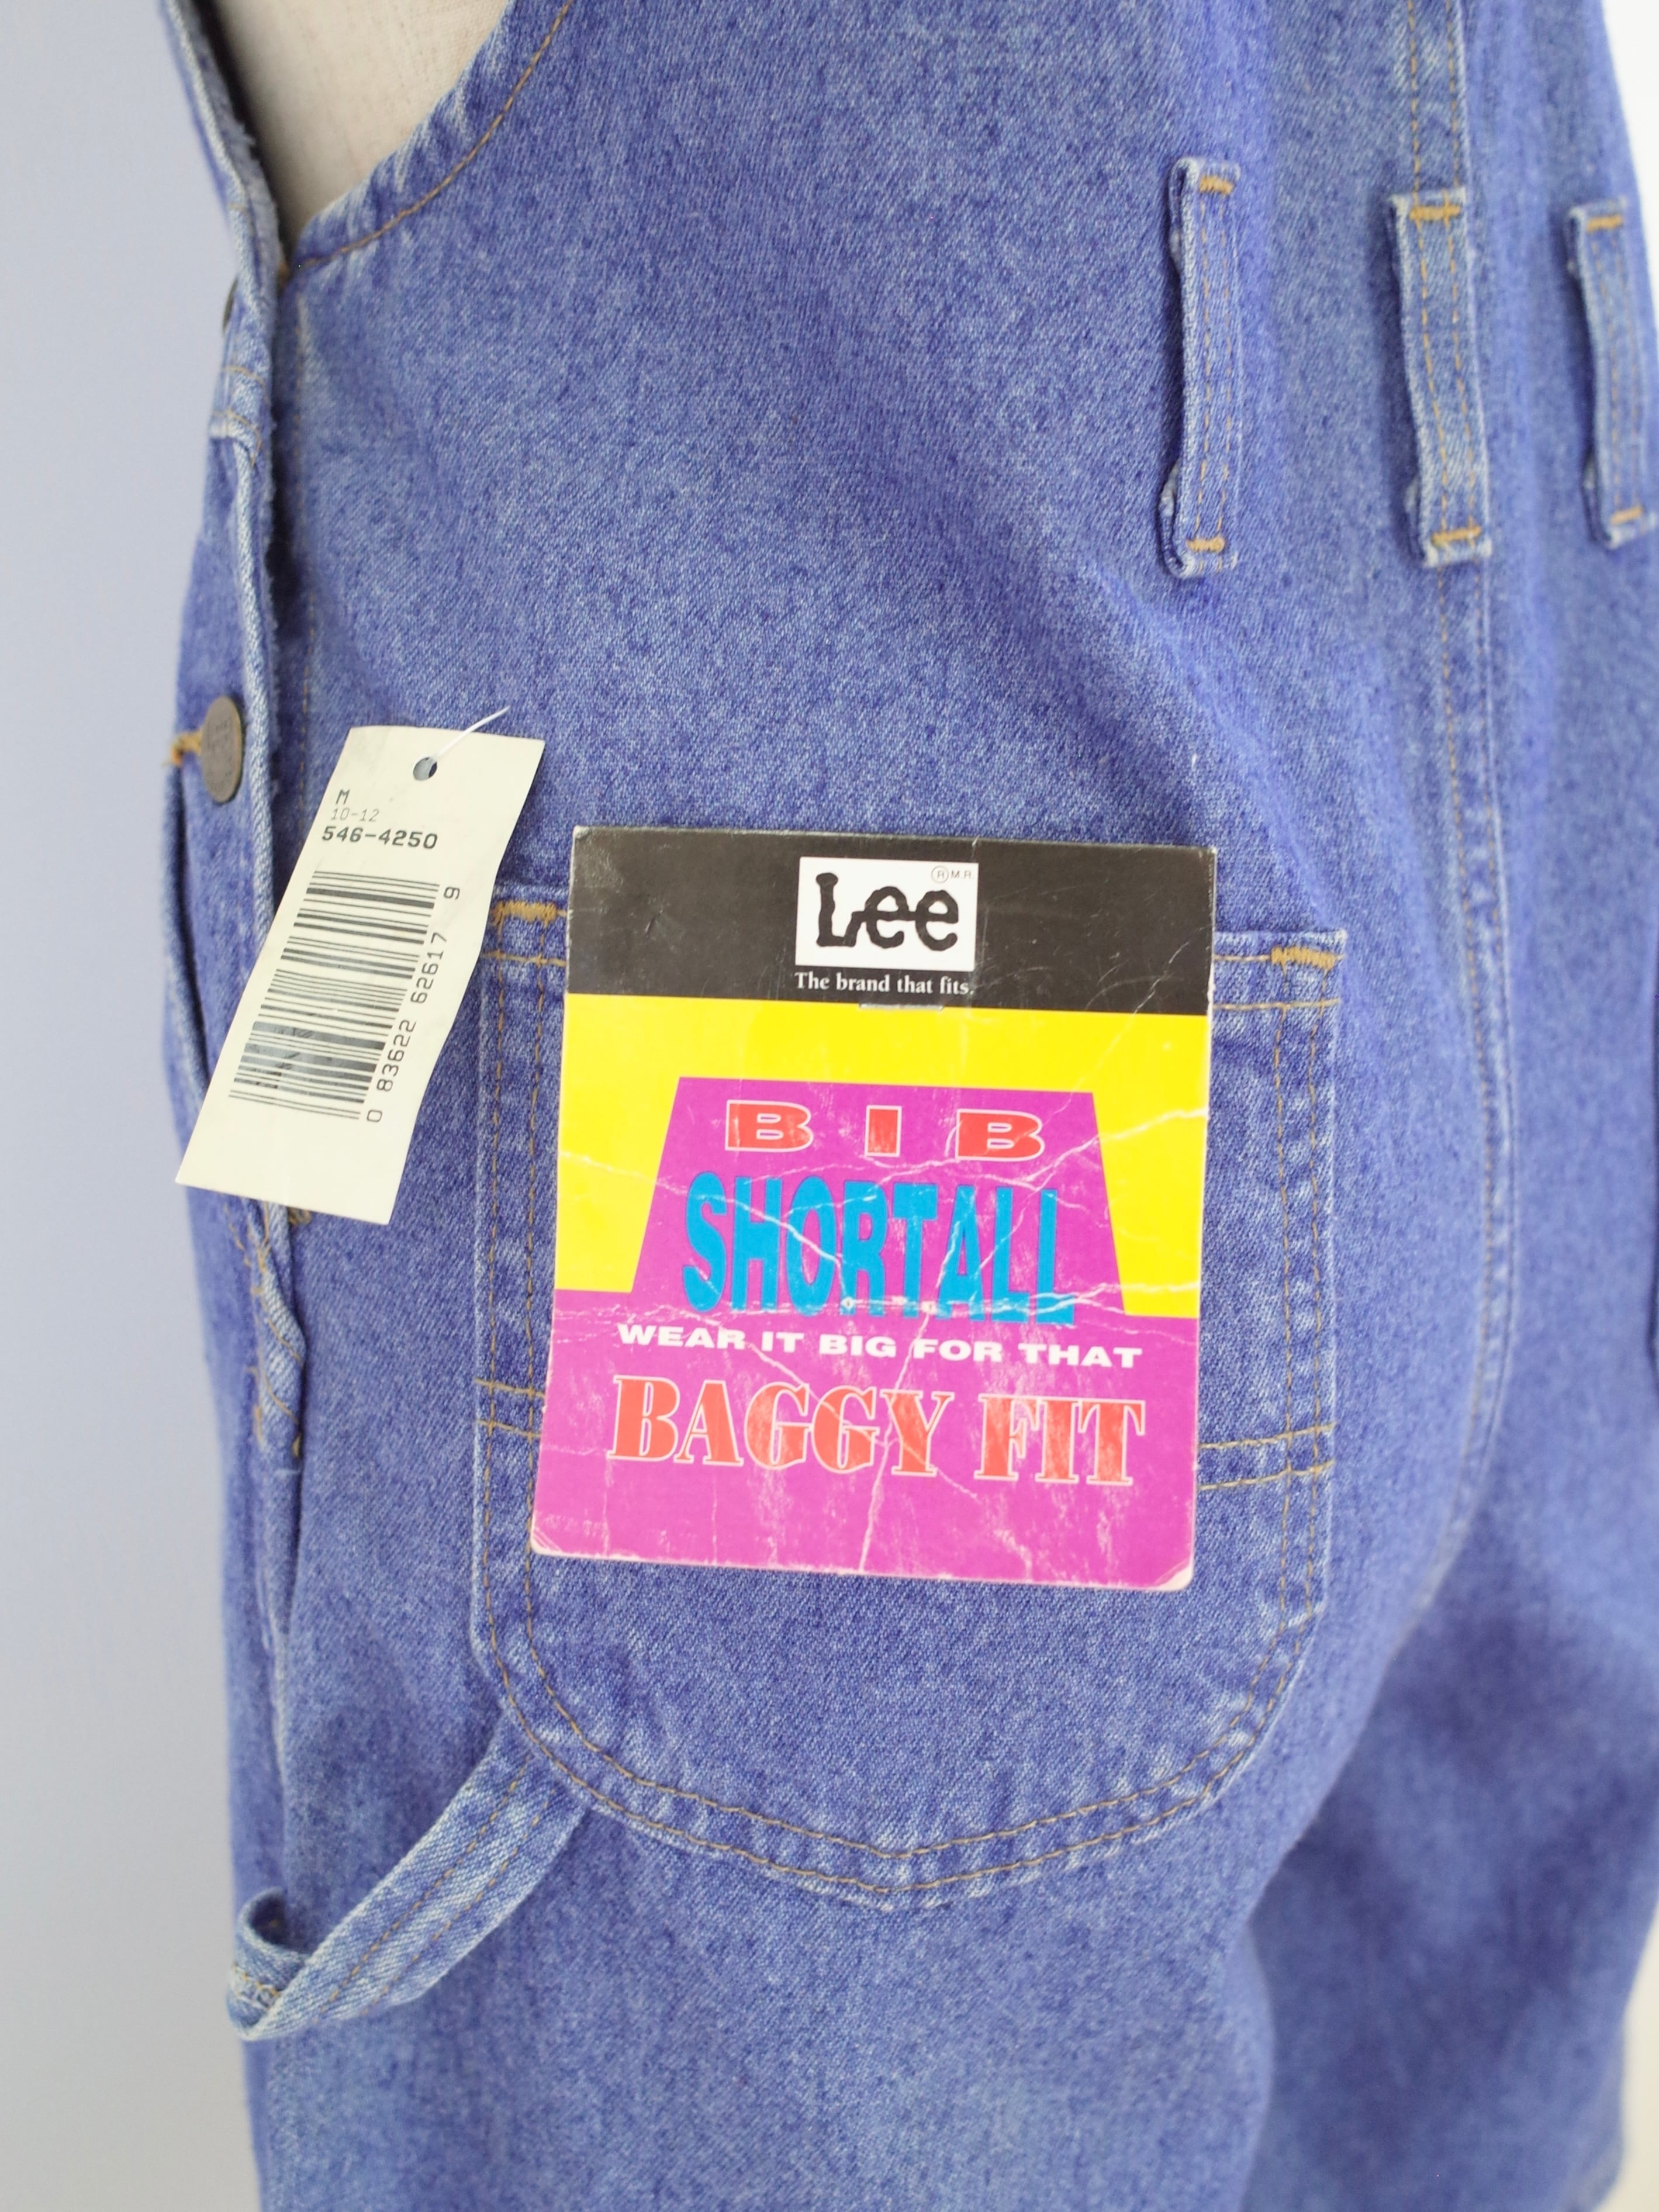 M
10-12
546-4250
0 83622 62617 9
Lee ® M.R.
The brand that fits.
BIB
SHORTALL
WEAR IT BIG FOR THAT
BAGGY FIT